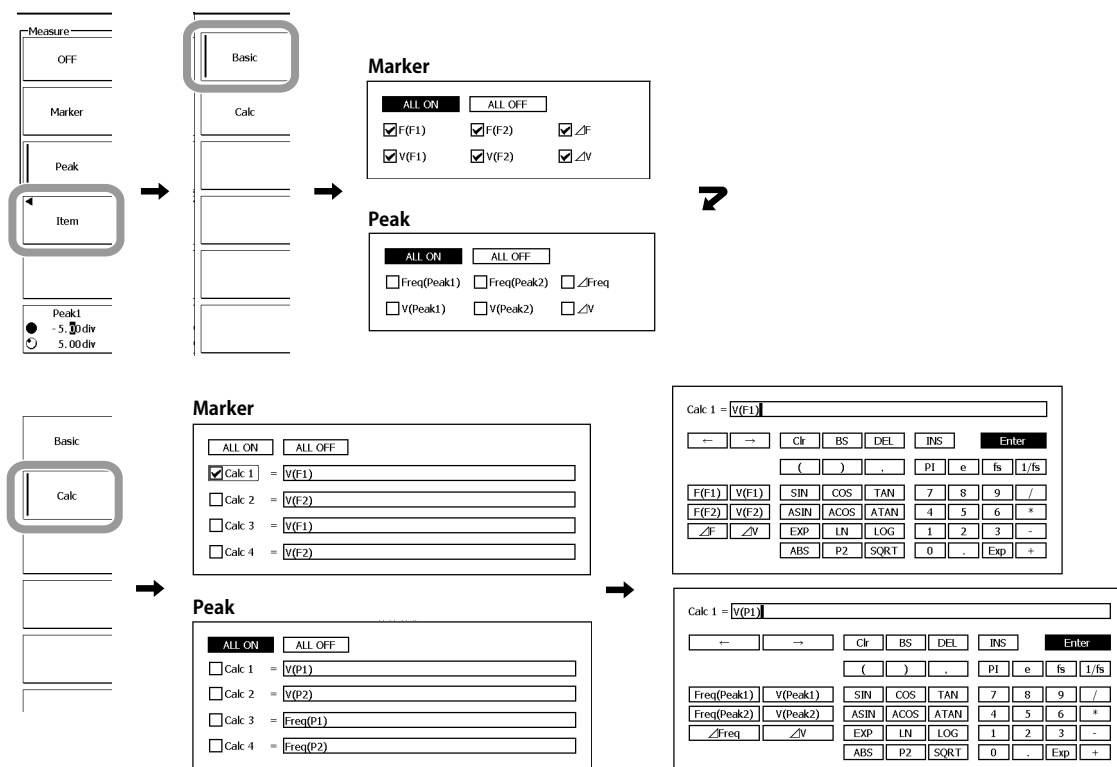 Measure
OFF
Marker
Peak
Item
Peak1
-5.00div
5.00div
Basic
Calc
Marker
ALL ON ALL OFF
F(F1) F(F2) ⊿F
V(F1) V(F2) ⊿V
Peak
ALL ON ALL OFF
Freq(Peak1) Freq(Peak2) ⊿Freq
V(Peak1) V(Peak2) ⊿V
Basic
Calc
Marker
ALL ON ALL OFF
Calc 1 = V(F1)
Calc 2 = V(F2)
Calc 3 = V(F1)
Calc 4 = V(F2)
Peak
ALL ON ALL OFF
Calc 1 = V(P1)
Calc 2 = V(P2)
Calc 3 = Freq(P1)
Calc 4 = Freq(P2)
Calc 1 = V(F1)
← → Clr BS DEL INS Enter
( ) , PI e fs 1/fs
F(F1) V(F1) SIN COS TAN 7 8 9 /
F(F2) V(F2) ASIN ACOS ATAN 4 5 6 *
⊿F ⊿V EXP LN LOG 1 2 3 -
ABS P2 SQRT 0 . Exp +
Calc 1 = V(P1)
← → Clr BS DEL INS Enter
( ) , PI e fs 1/fs
Freq(Peak1) V(Peak1) SIN COS TAN 7 8 9 /
Freq(Peak2) V(Peak2) ASIN ACOS ATAN 4 5 6 *
⊿Freq ⊿V EXP LN LOG 1 2 3 -
ABS P2 SQRT 0 . Exp +